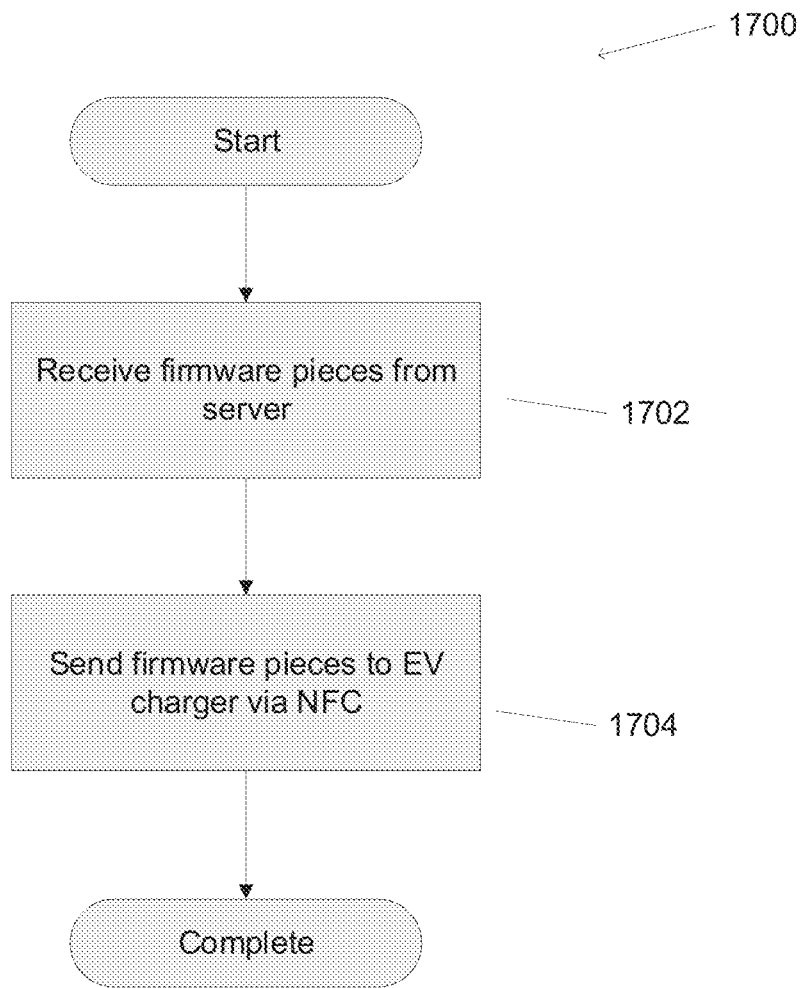 1700
Start
Receive firmware pieces from
server
1702
Send firmware pieces to EV
charger via NFC
1704
Complete